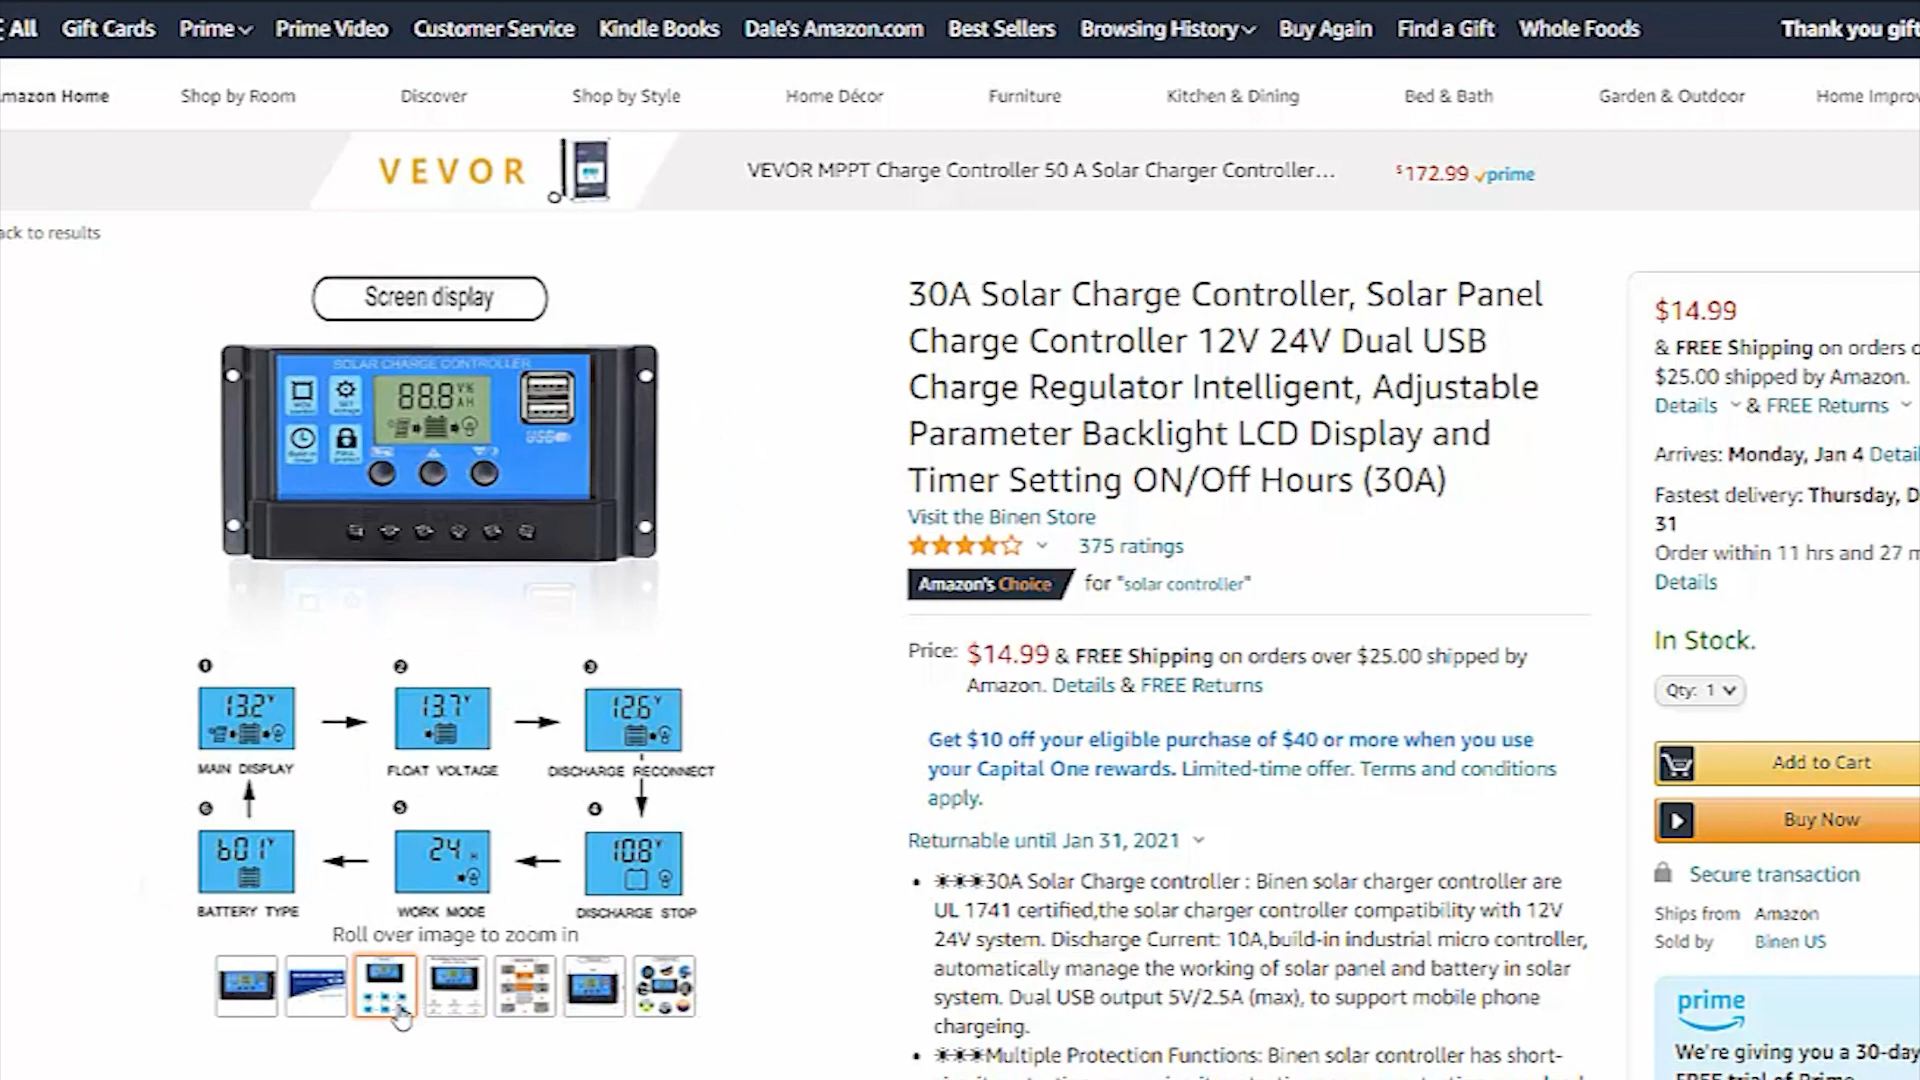 All Gift Cards Prime Prime Video Customer Service Kindle Books Dale's Amazon.com Best Sellers Browsing History Buy Again Find a Gift Whole Foods Thank you gift
mazon Home Shop by Room Discover Shop by Style Home Décor Furniture Kitchen & Dining Bed & Bath Garden & Outdoor Home Improv
VEVOR VEVOR MPPT Charge Controller 50 A Solar Charger Controller... $172.99 prime
ack to results
Screen display
SOLAR CHARGE CONTROLLER
88.8
USB
1 2 3
13.2V 13.7V 12.6V
MAIN DISPLAY FLOAT VOLTAGE DISCHARGE RECONNECT
6 5 4
b01 24H 10.8V
BATTERY TYPE WORK MODE DISCHARGE STOP
Roll over image to zoom in
30A Solar Charge Controller, Solar Panel
Charge Controller 12V 24V Dual USB
Charge Regulator Intelligent, Adjustable
Parameter Backlight LCD Display and
Timer Setting ON/Off Hours (30A)
Visit the Binen Store
375 ratings
Amazon's Choice for "solar controller"
Price: $14.99 & FREE Shipping on orders over $25.00 shipped by
Amazon. Details & FREE Returns
Get $10 off your eligible purchase of $40 or more when you use
your Capital One rewards. Limited-time offer. Terms and conditions
apply.
Returnable until Jan 31, 2021
• ☀☀☀30A Solar Charge controller : Binen solar charger controller are
UL 1741 certified,the solar charger controller compatibility with 12V
24V system. Discharge Current: 10A,build-in industrial micro controller,
automatically manage the working of solar panel and battery in solar
system. Dual USB output 5V/2.5A (max), to support mobile phone
chargeing.
• ☀☀☀Multiple Protection Functions: Binen solar controller has short-
$14.99
& FREE Shipping on orders o
$25.00 shipped by Amazon.
Details & FREE Returns
Arrives: Monday, Jan 4 Detail
Fastest delivery: Thursday, D
31
Order within 11 hrs and 27 m
Details
In Stock.
Qty: 1
Add to Cart
Buy Now
Secure transaction
Ships from Amazon
Sold by Binen US
prime
We're giving you a 30-day
FREE trial of Prime